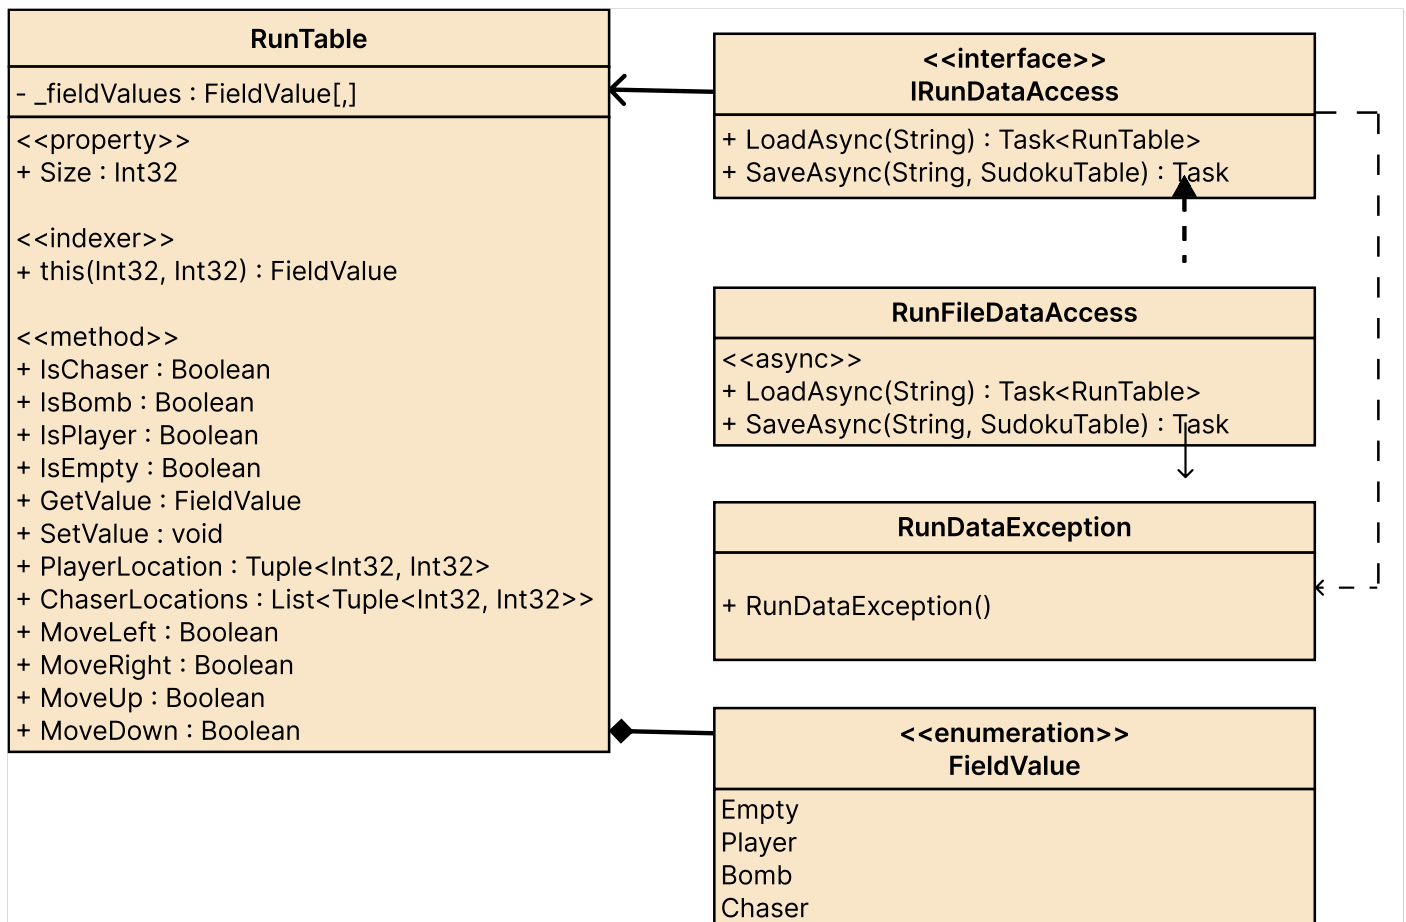 RunTable
- _fieldValues : FieldValue[,]
<<property>>
+ Size : Int32
<<indexer>>
+ this(Int32, Int32) : FieldValue
<<method>>
+ IsChaser : Boolean
+ IsBomb : Boolean
+ IsPlayer : Boolean
+ IsEmpty : Boolean
+ GetValue : FieldValue
+ SetValue : void
+ PlayerLocation : Tuple<Int32, Int32>
+ ChaserLocations : List<Tuple<Int32, Int32>>
+ MoveLeft : Boolean
+ MoveRight : Boolean
+ MoveUp : Boolean
+ MoveDown : Boolean
<<interface>>
IRunDataAccess
+ LoadAsync(String) : Task<RunTable>
+ SaveAsync(String, SudokuTable) : Task
RunFileDataAccess
<<async>>
+ LoadAsync(String) : Task<RunTable>
+ SaveAsync(String, SudokuTable) : Task
RunDataException
+ RunDataException()
<<enumeration>>
FieldValue
Empty
Player
Bomb
Chaser